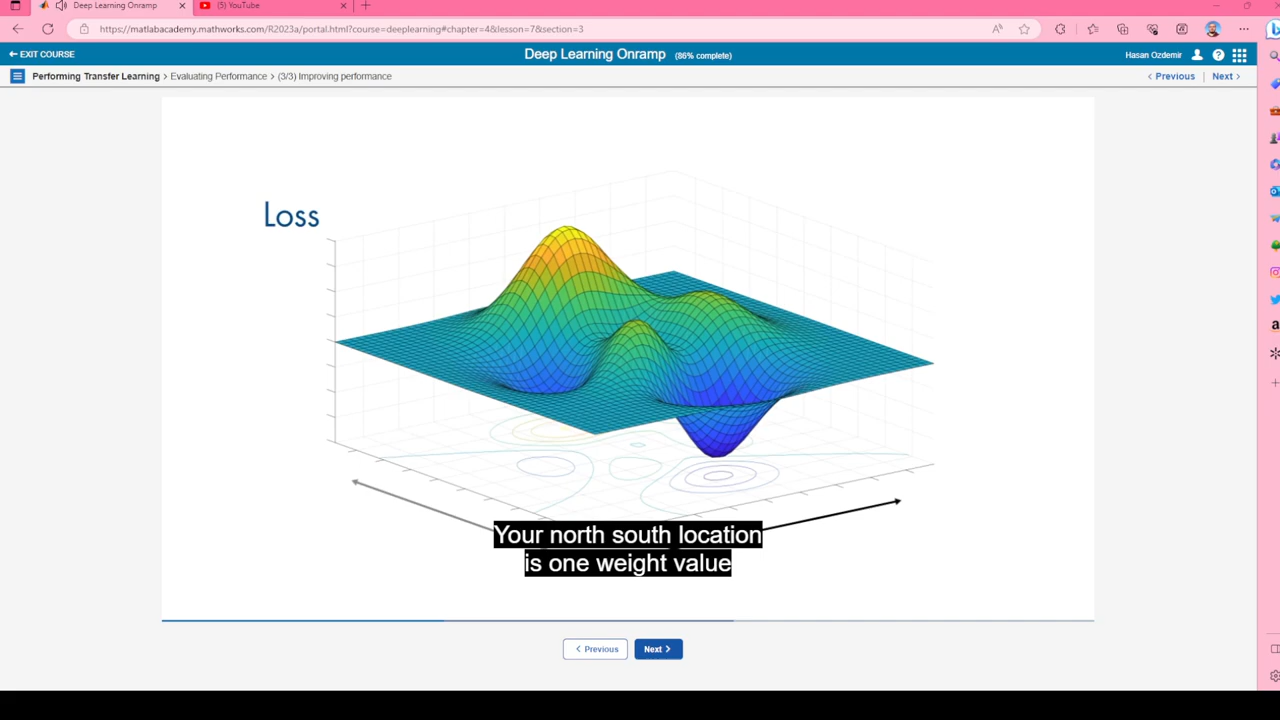 Deep Learning Onramp
(5) YouTube
https://matlabacademy.mathworks.com/R2023a/portal.html?course=deeplearning#chapter=4&lesson=7&section=3
EXIT COURSE
Deep Learning Onramp (86% complete)
Hasan Ozdemir
Performing Transfer Learning > Evaluating Performance > (3/3) Improving performance
< Previous | Next >
Loss
Your north south location
is one weight value
< Previous
Next >